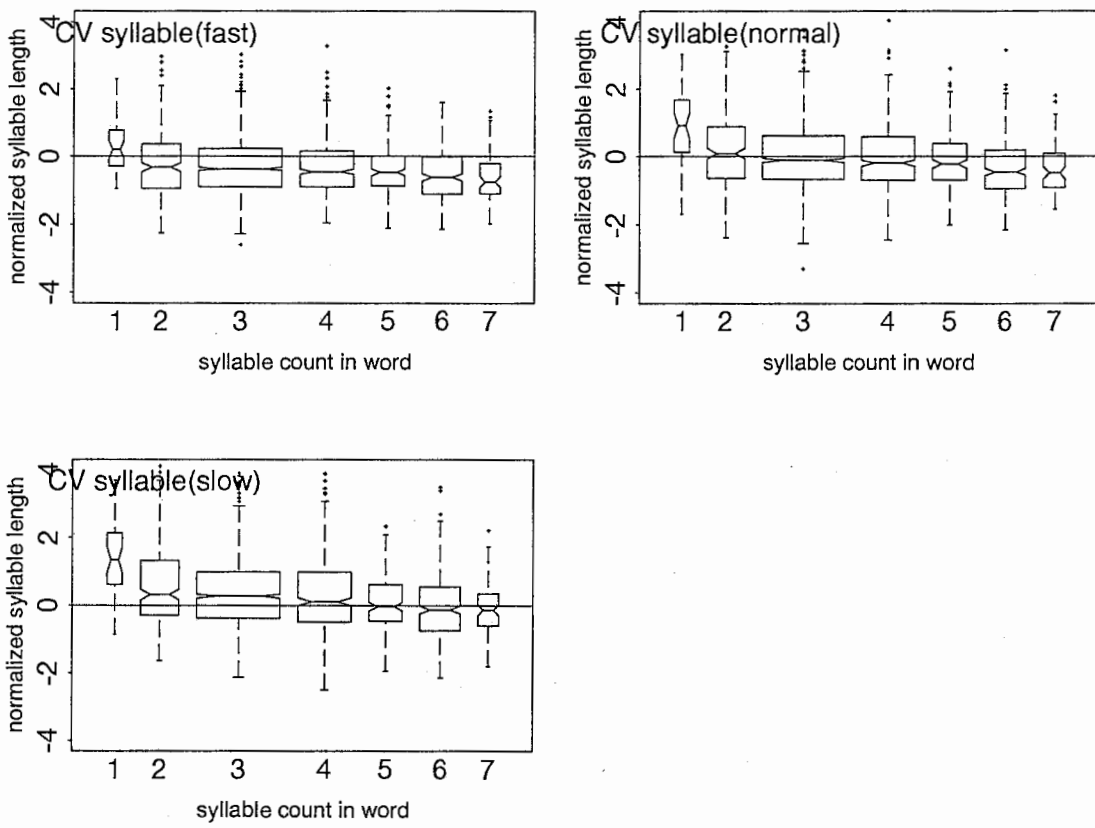 CV syllable(fast)
normalized syllable length
4
2
0
-2
-4
1 2 3 4 5 6 7
syllable count in word
CV syllable(normal)
normalized syllable length
4
2
0
-2
-4
1 2 3 4 5 6 7
syllable count in word
CV syllable(slow)
normalized syllable length
4
2
0
-2
-4
1 2 3 4 5 6 7
syllable count in word